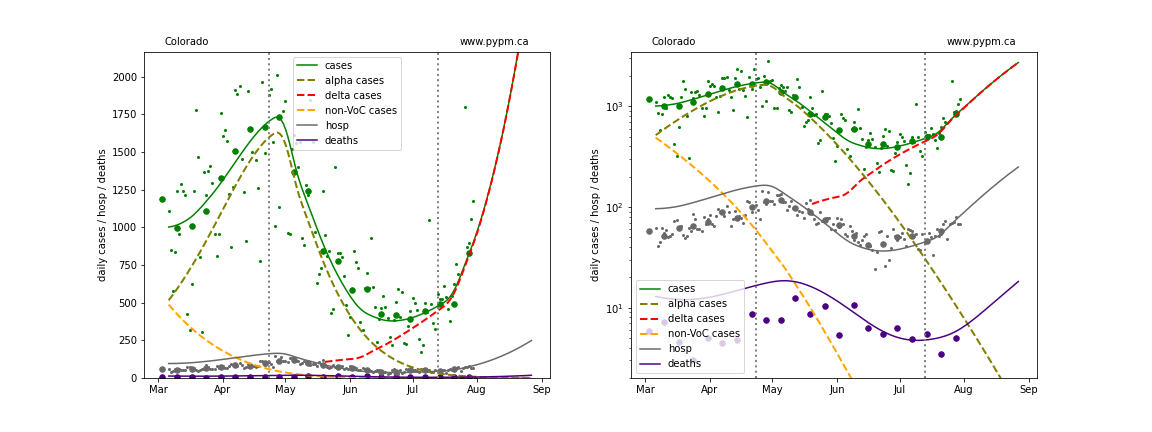 Colorado
www.pypm.ca
daily cases / hosp / deaths
2000
1750
1500
1250
1000
750
500
250
0
Mar
Apr
May
Jun
Jul
Aug
Sep
cases
alpha cases
delta cases
non-VoC cases
hosp
deaths
Colorado
www.pypm.ca
daily cases / hosp / deaths
10³
10²
10¹
Mar
Apr
May
Jun
Jul
Aug
Sep
cases
alpha cases
delta cases
non-VoC cases
hosp
deaths